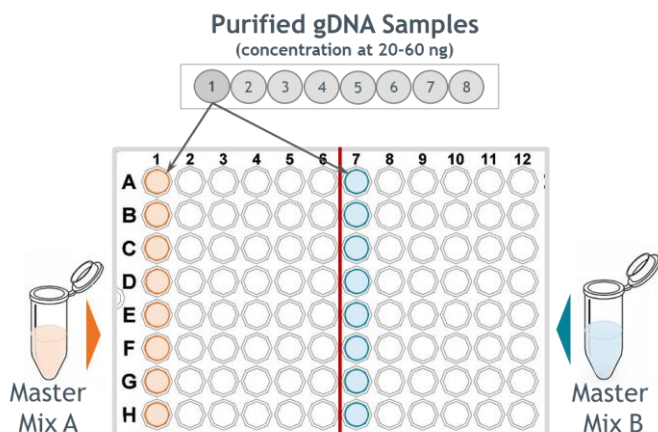 Purified gDNA Samples
(concentration at 20-60 ng)
1 2 3 4 5 6 7 8
1 2 3 4 5 6 7 8 9 10 11 12
A
B
C
D
E
F
G
H
Master
Mix A
Master
Mix B